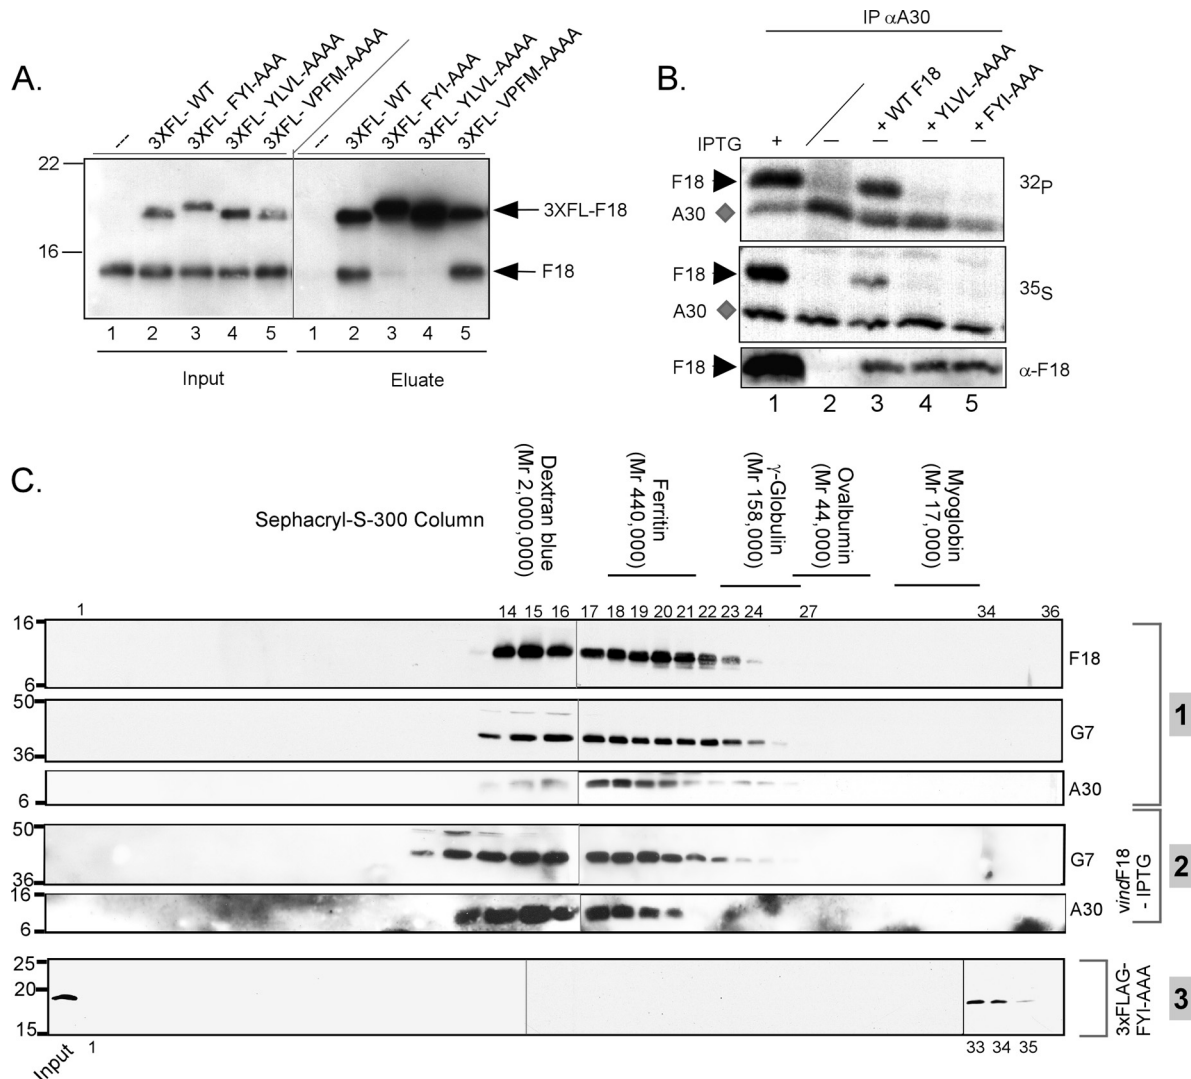 A.
---
3XFL- WT
3XFL- FYI-AAA
3XFL- YLVL-AAAA
3XFL- VPFM-AAAA
---
3XFL- WT
3XFL- FYI-AAA
3XFL- YLVL-AAAA
3XFL- VPFM-AAAA
22
16
3XFL-F18
F18
1 2 3 4 5 1 2 3 4 5
Input Eluate
B.
IP αA30
+ WT F18
+ YLVL-AAAA
+ FYI-AAA
IPTG + – – – –
F18
A30
32P
F18
A30
35S
F18
α-F18
1 2 3 4 5
C.
Sephacryl-S-300 Column
Dextran blue
(Mr 2,000,000)
Ferritin
(Mr 440,000)
γ-Globulin
(Mr 158,000)
Ovalbumin
(Mr 44,000)
Myoglobin
(Mr 17,000)
1 14 15 16 17 18 19 20 21 22 23 24 27 34 36
16
6
F18
50
36
G7
6
A30
1
50
36
G7
16
6
A30
vindF18
- IPTG
2
25
20
15
3xFLAG-
FYI-AAA
3
Input 1 33 34 35